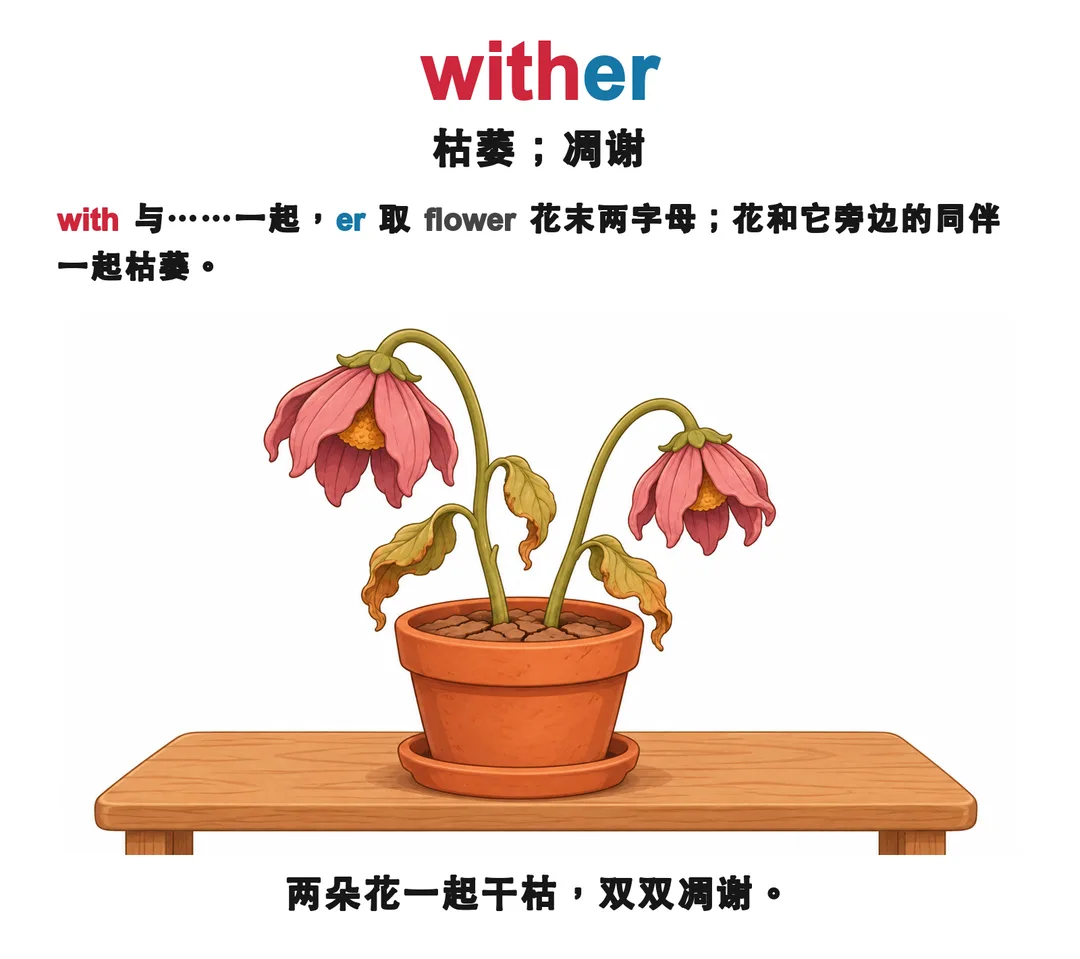 wither
枯萎；凋谢
with 与……一起，er 取 flower 花末两字母；花和它旁边的同伴
一起枯萎。
两朵花一起干枯，双双凋谢。